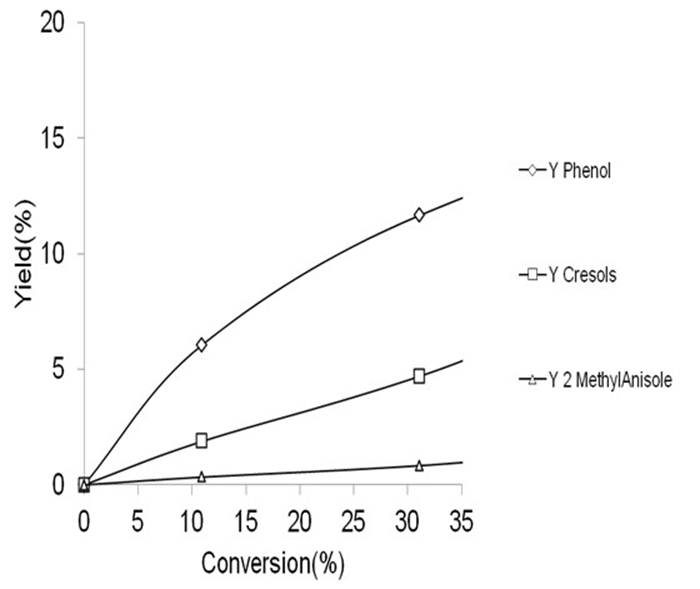 20
15
10
5
0
Yield(%)
0 5 10 15 20 25 30 35
Conversion(%)
Y Phenol
Y Cresols
Y 2 MethylAnisole